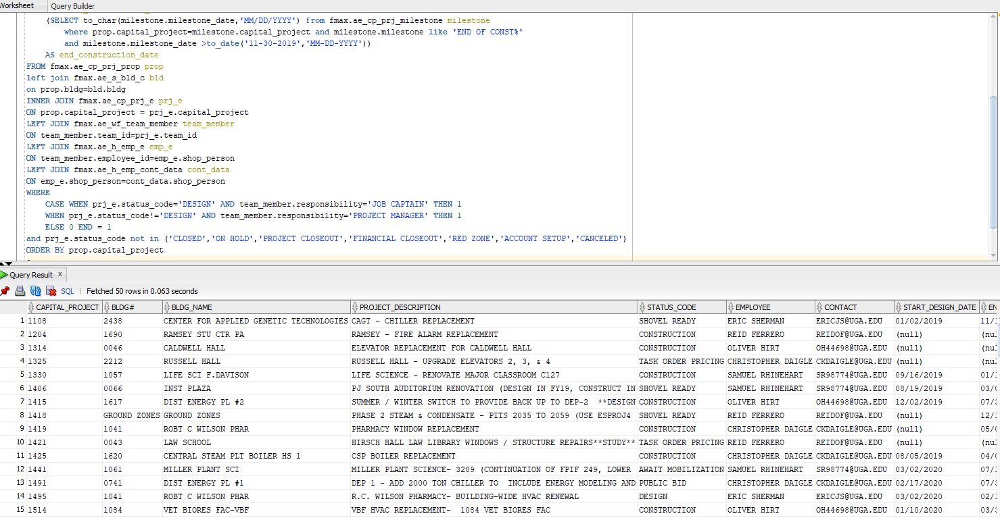 Worksheet Query Builder
(SELECT to_char(milestone.milestone_date,'MM/DD/YYYY') from fmax.ae_cp_prj_milestone milestone
where prop.capital_project=milestone.capital_project and milestone.milestone like 'END OF CONST%'
and milestone.milestone_date >to_date('11-30-2019','MM-DD-YYYY'))
AS end_construction_date
FROM fmax.ae_cp_prj_prop prop
left join fmax.ae_s_bld_c bld
on prop.bldg=bld.bldg
INNER JOIN fmax.ae_cp_prj_e prj_e
ON prop.capital_project = prj_e.capital_project
LEFT JOIN fmax.ae_wf_team_member team_member
ON team_member.team_id=prj_e.team_id
LEFT JOIN fmax.ae_h_emp_e emp_e
ON team_member.employee_id=emp_e.shop_person
LEFT JOIN fmax.ae_h_emp_cont_data cont_data
ON emp_e.shop_person=cont_data.shop_person
WHERE
CASE WHEN prj_e.status_code='DESIGN' AND team_member.responsibility='JOB CAPTAIN' THEN 1
WHEN prj_e.status_code!='DESIGN' AND team_member.responsibility='PROJECT MANAGER' THEN 1
ELSE 0 END = 1
and prj_e.status_code not in ('CLOSED','ON HOLD','PROJECT CLOSEOUT','FINANCIAL CLOSEOUT','RED ZONE','ACCOUNT SETUP','CANCELED')
ORDER BY prop.capital_project
Query Result x
SQL | Fetched 50 rows in 0.063 seconds
CAPITAL_PROJECT BLDG# BLDG_NAME PROJECT_DESCRIPTION STATUS_CODE EMPLOYEE CONTACT START_DESIGN_DATE EN
1 1108 2438 CENTER FOR APPLIED GENETIC TECHNOLOGIES CAGT - CHILLER REPLACEMENT SHOVEL READY ERIC SHERMAN ERICJS@UGA.EDU 01/02/2019 11/
2 1204 1690 RAMSEY STU CTR PA RAMSEY - FIRE ALARM REPLACEMENT CONSTRUCTION REID FERRERO REIDOF@UGA.EDU (null) (nu
3 1314 0046 CALDWELL HALL ELEVATOR REPLACEMENT FOR CALDWELL HALL CONSTRUCTION OLIVER HIRT OH44698@UGA.EDU (null) (nu
4 1325 2212 RUSSELL HALL RUSSELL HALL - UPGRADE ELEVATORS 2, 3, & 4 TASK ORDER PRICING CHRISTOPHER DAIGLE CKDAIGLE@UGA.EDU (null) (nu
5 1330 1057 LIFE SCI F.DAVISON LIFE SCIENCE - RENOVATE MAJOR CLASSROOM C127 CONSTRUCTION SAMUEL RHINEHART SR98774@UGA.EDU 09/16/2019 01/
6 1406 0066 INST PLAZA PJ SOUTH AUDITORIUM RENOVATION (DESIGN IN FY19, CONSTRUCT IN SHOVEL READY SAMUEL RHINEHART SR98774@UGA.EDU 08/19/2019 03/
7 1415 1617 DIST ENERGY PL #2 SUMMER / WINTER SWITCH TO PROVIDE BACK UP TO DEP-2 **DESIGN CONSTRUCTION OLIVER HIRT OH44698@UGA.EDU 12/02/2019 07/
8 1418 GROUND ZONES GROUND ZONES PHASE 2 STEAM & CONDENSATE - PITS 2035 TO 2059 (USE ESPROJ4 SHOVEL READY REID FERRERO REIDOF@UGA.EDU (null) 12/
9 1419 1041 ROBT C WILSON PHAR PHARMACY WINDOW REPLACEMENT CONSTRUCTION CHRISTOPHER DAIGLE CKDAIGLE@UGA.EDU (null) 05/
10 1421 0043 LAW SCHOOL HIRSCH HALL LAW LIBRARY WINDOWS / STRUCTURE REPAIRS**STUDY** TASK ORDER PRICING REID FERRERO REIDOF@UGA.EDU (null) (nu
11 1425 1620 CENTRAL STEAM PLT BOILER HS 1 CSP BOILER REPLACEMENT CONSTRUCTION CHRISTOPHER DAIGLE CKDAIGLE@UGA.EDU 08/05/2019 04/
12 1441 1061 MILLER PLANT SCI MILLER PLANT SCIENCE- 3209 (CONTINUATION OF FPIF 249, LOWER AWAIT MOBILIZATION SAMUEL RHINEHART SR98774@UGA.EDU 03/02/2020 07/
13 1491 0741 DIST ENERGY PL #1 DEP 1 - ADD 2000 TON CHILLER TO INCLUDE ENERGY MODELING AND PUBLIC BID CHRISTOPHER DAIGLE CKDAIGLE@UGA.EDU 02/17/2020 07/
14 1495 1041 ROBT C WILSON PHAR R.C. WILSON PHARMACY- BUILDING-WIDE HVAC RENEWAL DESIGN ERIC SHERMAN ERICJS@UGA.EDU 03/02/2020 02/
15 1514 1084 VET BIORES FAC-VBF VBF HVAC REPLACEMENT- 1084 VET BIORES FAC CONSTRUCTION OLIVER HIRT OH44698@UGA.EDU 01/10/2020 03/